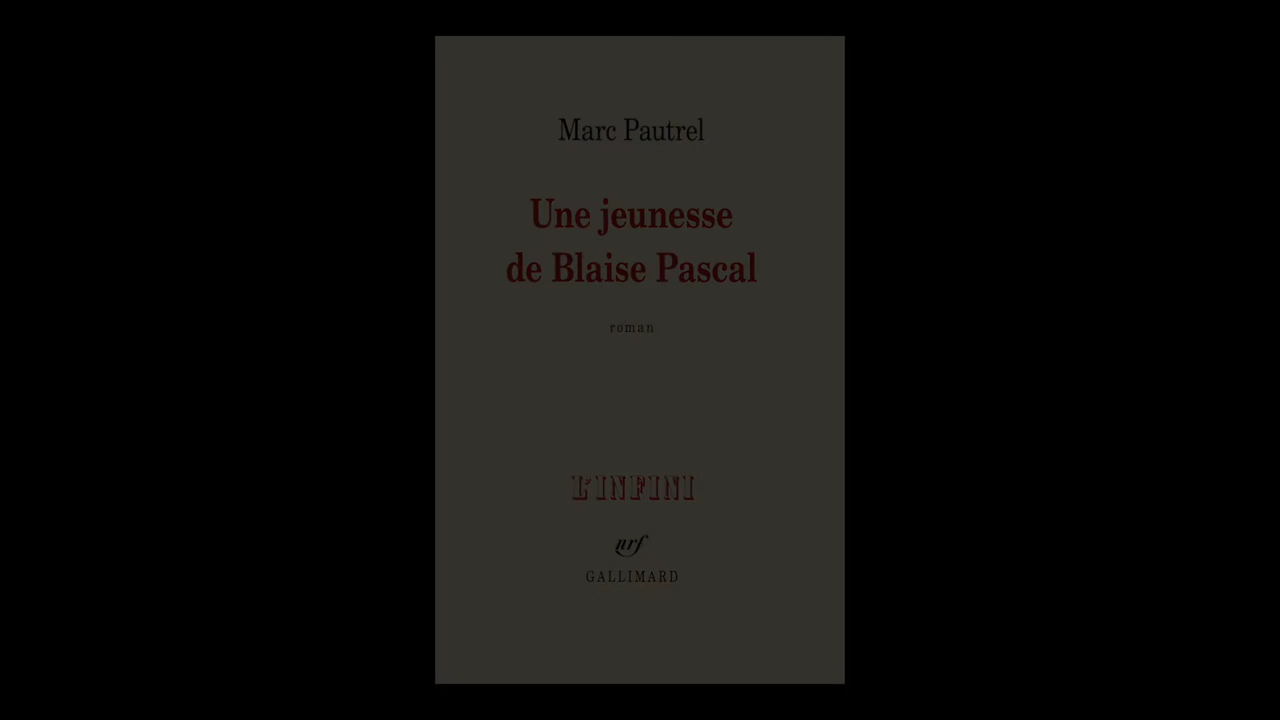 Marc Pautrel
Une jeunesse
de Blaise Pascal
roman
L'INFINI
nrf
GALLIMARD